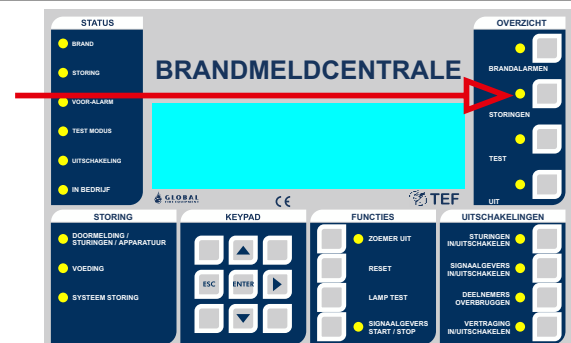 STATUS
BRAND
STORING
VOOR-ALARM
TEST MODUS
UITSCHAKELING
IN BEDRIJF
BRANDMELDCENTRALE
GLOBAL
FIRE EQUIPMENT
CE
TEF
OVERZICHT
BRANDALARMEN
STORINGEN
TEST
UIT
STORING
DOORMELDING /
STURINGEN / APPARATUUR
VOEDING
SYSTEEM STORING
KEYPAD
ESC
ENTER
FUNCTIES
ZOEMER UIT
RESET
LAMP TEST
SIGNAALGEVERS
START / STOP
UITSCHAKELINGEN
STURINGEN
IN/UITSCHAKELEN
SIGNAALGEVERS
IN/UITSCHAKELEN
DEELNEMERS
OVERBRUGGEN
VERTRAGING
IN/UITSCHAKELEN